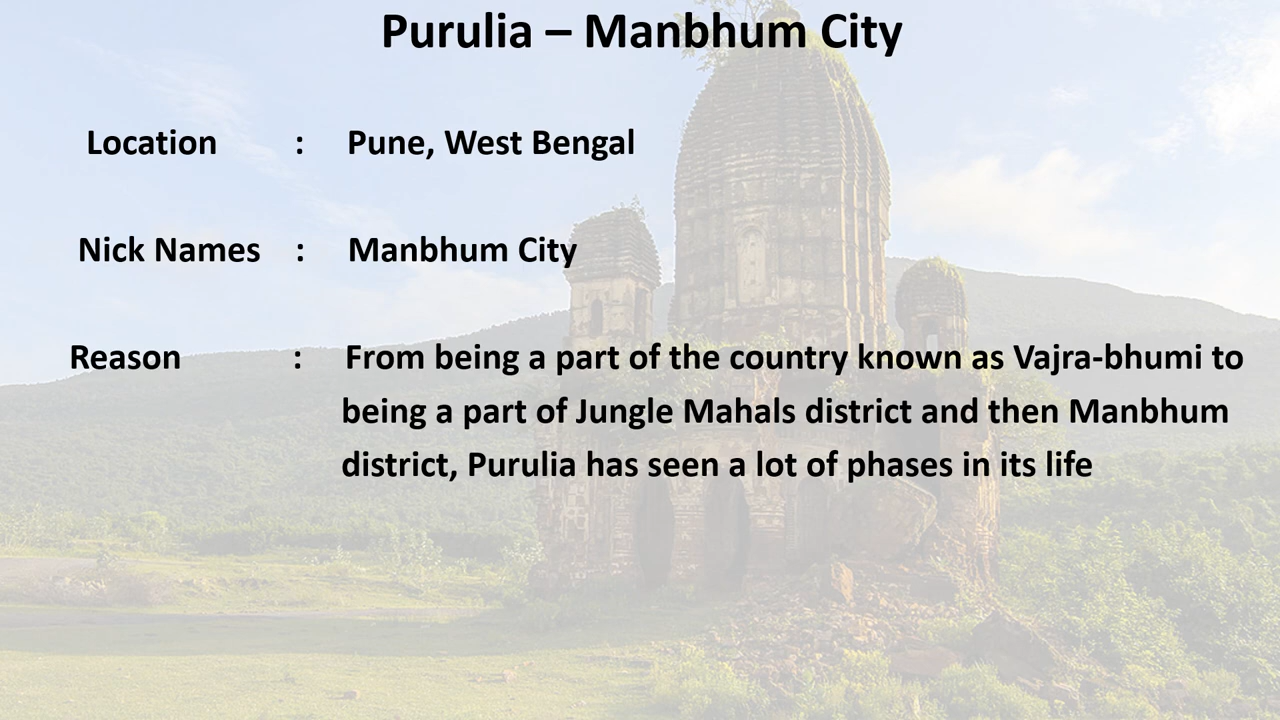 Purulia – Manbhum City
Location : Pune, West Bengal
Nick Names : Manbhum City
Reason : From being a part of the country known as Vajra-bhumi to
being a part of Jungle Mahals district and then Manbhum
district, Purulia has seen a lot of phases in its life